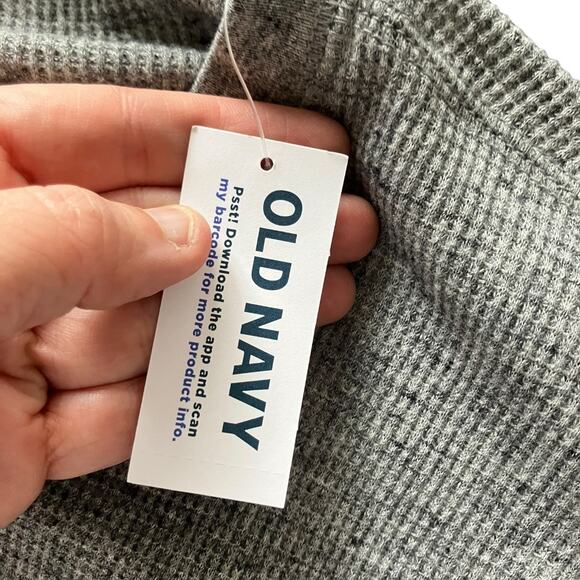 OLD NAVY
Psst! Download the app and scan
my barcode for more product info.